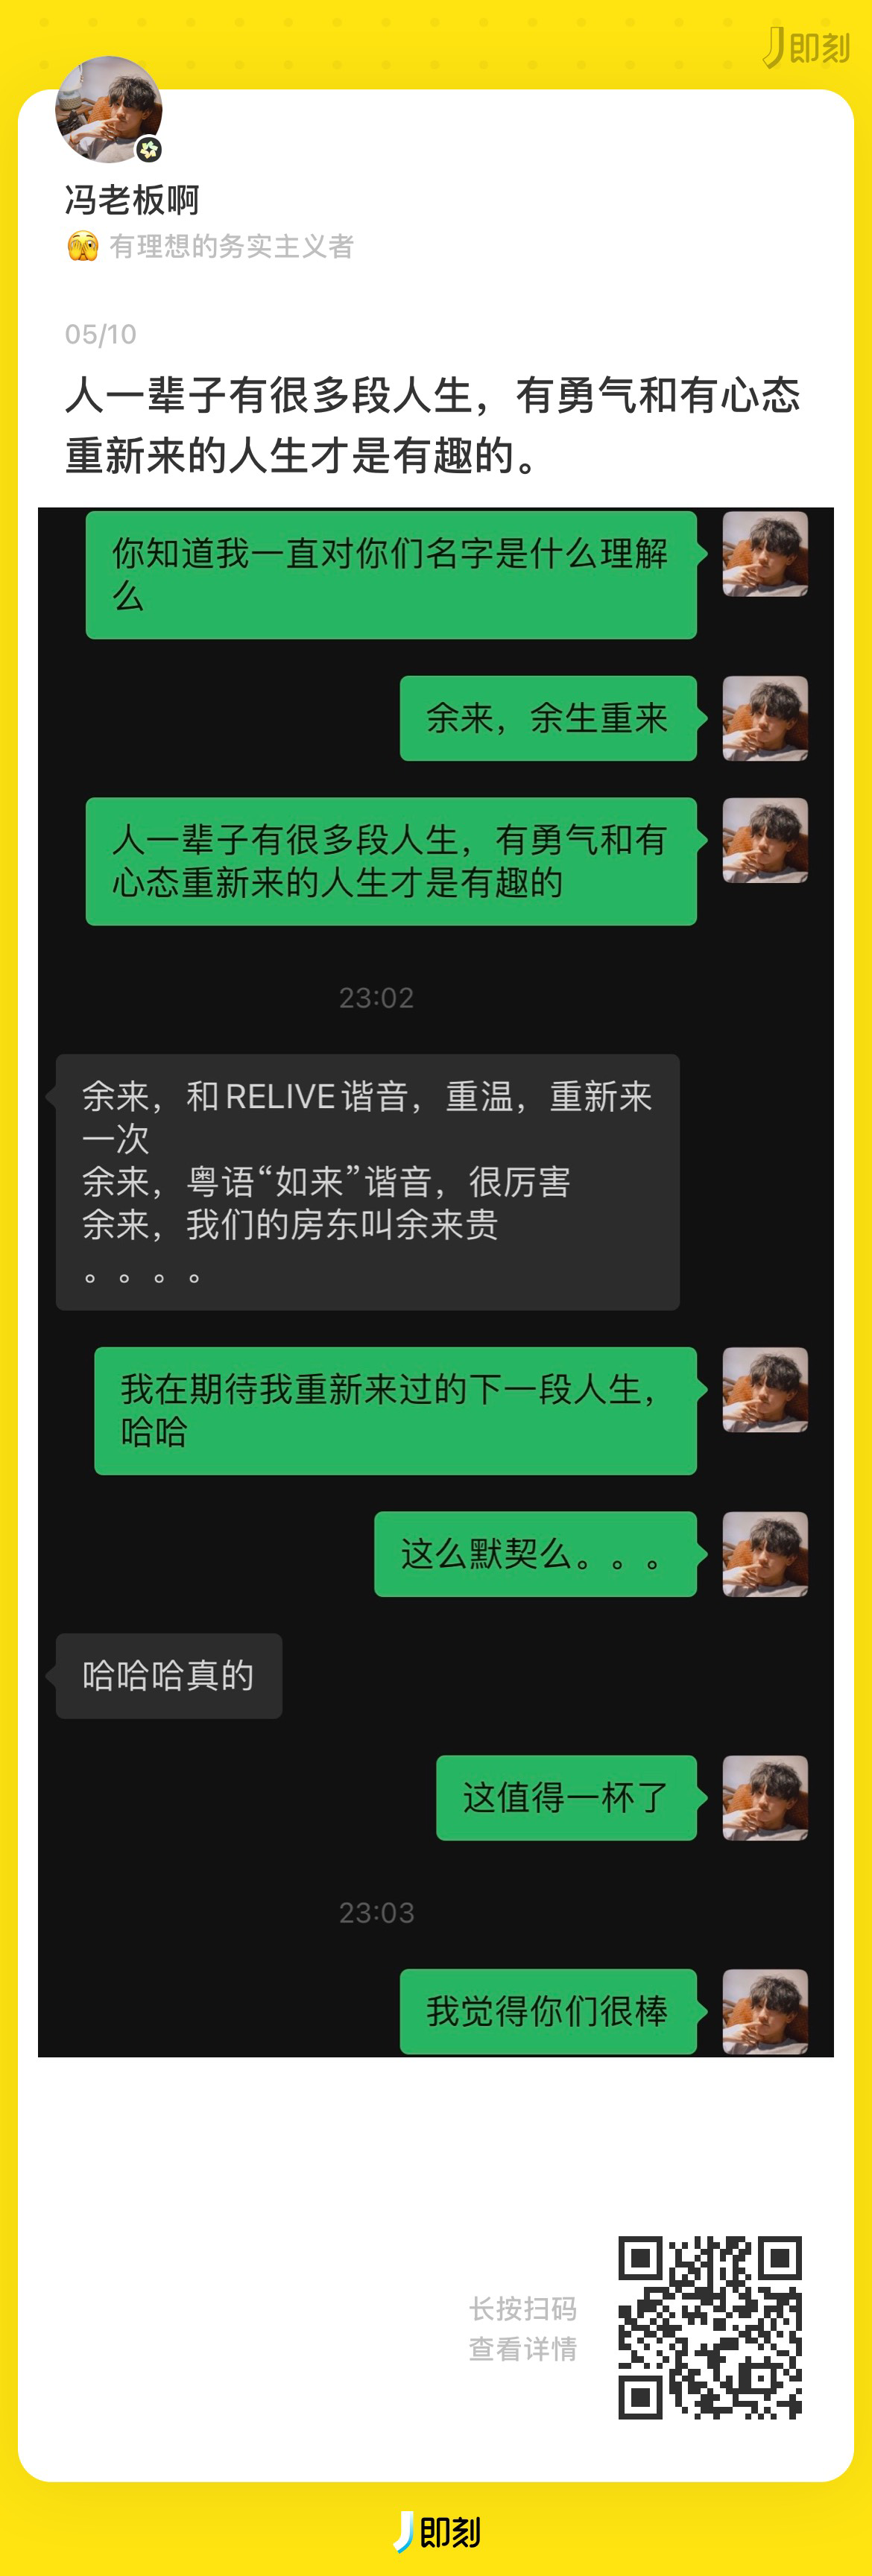 即刻
冯老板啊
🫣 有理想的务实主义者
05/10
人一辈子有很多段人生，有勇气和有心态
重新来的人生才是有趣的。
你知道我一直对你们名字是什么理解
么
余来，余生重来
人一辈子有很多段人生，有勇气和有
心态重新来的人生才是有趣的
23:02
余来，和RELIVE谐音，重温，重新来
一次
余来，粤语“如来”谐音，很厉害
余来，我们的房东叫余来贵
。。。。
我在期待我重新来过的下一段人生，
哈哈
这么默契么。。。
哈哈哈真的
这值得一杯了
23:03
我觉得你们很棒
长按扫码
查看详情
即刻